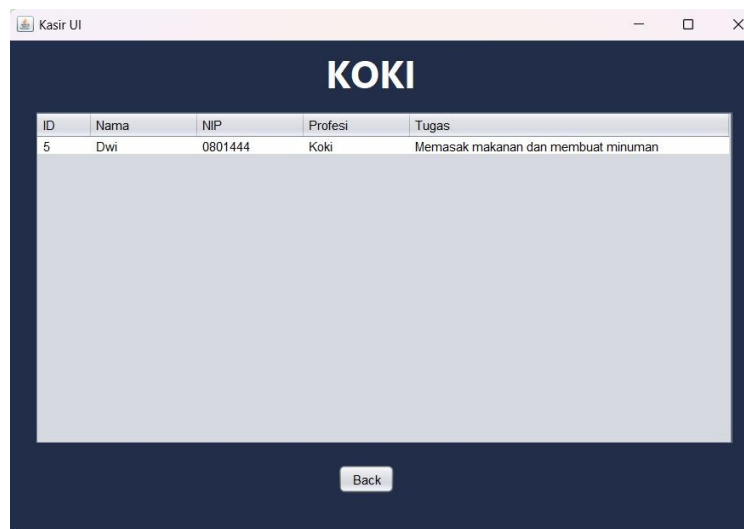 Kasir UI
KOKI
ID Nama NIP Profesi Tugas
5 Dwi 0801444 Koki Memasak makanan dan membuat minuman
Back